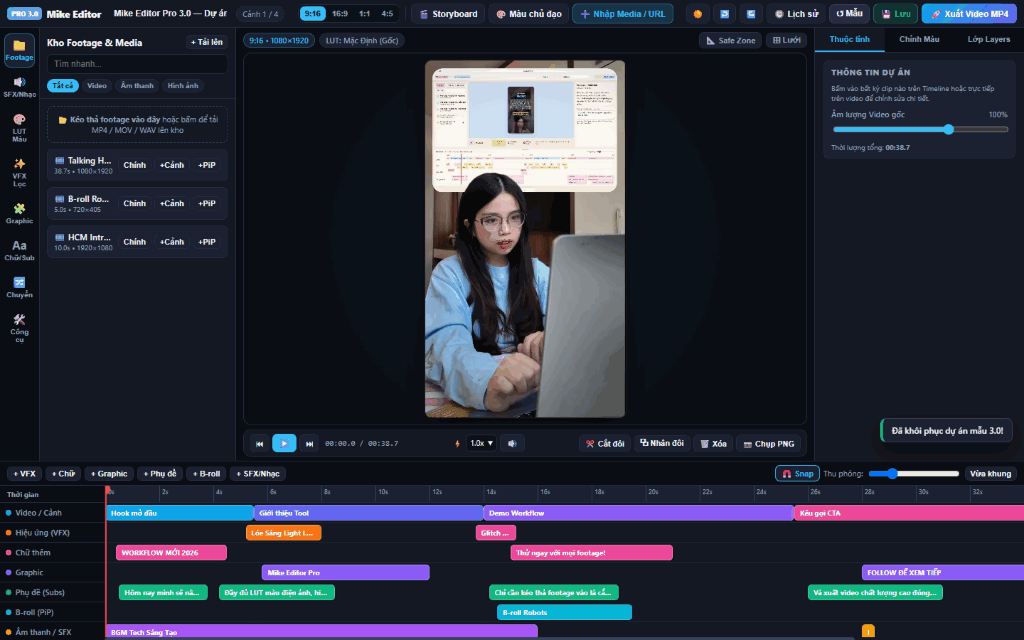 PRO 3.0 Mike Editor Mike Editor Pro 3.0 — Dự án Cảnh 1 / 4 9:16 16:9 1:1 4:5 Storyboard Màu chủ đạo Nhập Media / URL Lịch sử Mẫu Lưu Xuất Video MP4
Footage
SFX/Nhạc
LUT Màu
VFX Lọc
Graphic
Aa
Chữ/Sub
Chuyển
Công cụ
Kho Footage & Media + Tải lên
Tìm nhanh...
Tất cả Video Âm thanh Hình ảnh
Kéo thả footage vào đây hoặc bấm để tải
MP4 / MOV / WAV lên kho
Talking H... Chính +Cảnh +PiP
38.7s • 1080×1920
B-roll Ro... Chính +Cảnh +PiP
5.0s • 720×405
HCM Intr... Chính +Cảnh +PiP
10.0s • 1920×1080
9:16 • 1080×1920 LUT: Mặc Định (Gốc) Safe Zone Lưới
00:00.0 / 00:38.7 1.0x Cắt đôi Nhân đôi Xóa Chụp PNG
Thuộc tính Chỉnh Màu Lớp Layers
THÔNG TIN DỰ ÁN
Bấm vào bất kỳ clip nào trên Timeline hoặc trực tiếp
trên video để chỉnh sửa chi tiết.
Âm lượng Video gốc 100%
Thời lượng tổng: 00:38.7
Đã khôi phục dự án mẫu 3.0!
+ VFX + Chữ + Graphic + Phụ đề + B-roll + SFX/Nhạc Snap Thu phóng: Vừa khung
Thời gian 0s 2s 4s 6s 8s 10s 12s 14s 16s 18s 20s 22s 24s 26s 28s 30s 32s
Video / Cảnh Hook mở đầu Giới thiệu Tool Demo Workflow Kêu gọi CTA
Hiệu ứng (VFX) Lóe Sáng Light L... Glitch ...
Chữ thêm WORKFLOW MỚI 2026 Thử ngay với mọi footage!
Graphic Mike Editor Pro FOLLOW ĐỂ XEM TIẾP
Phụ đề (Subs) Hôm nay mình sẽ nâ... Đầy đủ LUT màu điện ảnh, hi... Chỉ cần kéo thả footage vào là cắ... Và xuất video chất lượng cao đúng...
B-roll (PiP) B-roll Robots
Âm thanh / SFX BGM Tech Sáng Tạo